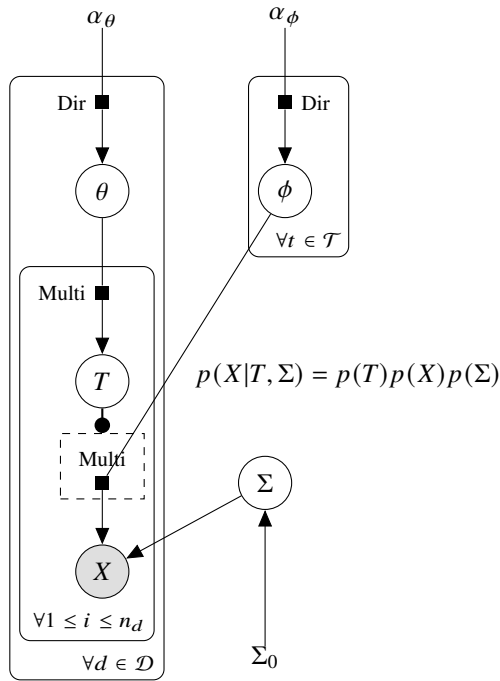 α_θ
α_ϕ
Dir
Dir
θ
ϕ
∀t ∈ 𝒯
Multi
T
p(X|T, Σ) = p(T)p(X)p(Σ)
Multi
Σ
X
∀1 ≤ i ≤ n_d
∀d ∈ 𝒟
Σ_0